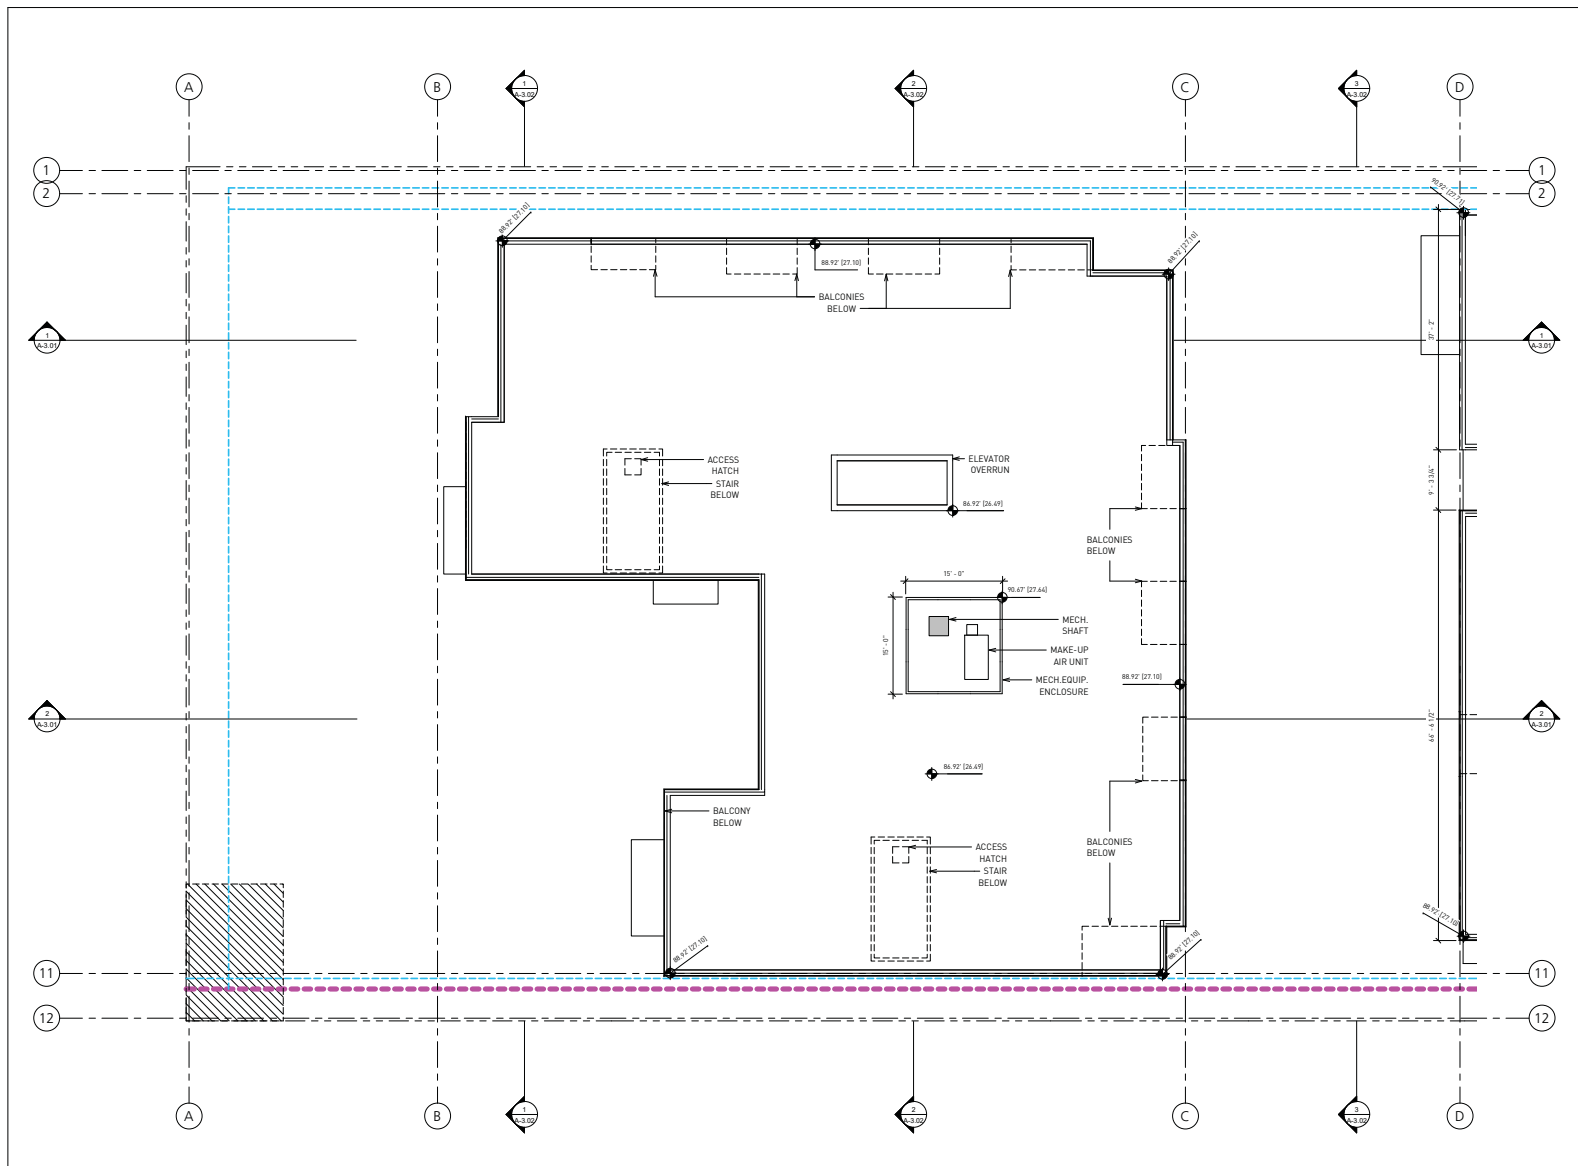 A
B
C
D
1
A-3.02
2
A-3.02
3
A-3.02
1
1
2
2
88.92' [27.10]
88.92' [27.10]
88.92' [27.10]
90.92' [27.71]
BALCONIES
BELOW
1
A-3.01
1
A-3.01
37' - 2"
ACCESS
HATCH
STAIR
BELOW
ELEVATOR
OVERRUN
86.92' [26.49]
9' - 3 3/4"
BALCONIES
BELOW
15' - 0"
90.67' [27.64]
15' - 0"
MECH.
SHAFT
MAKE-UP
AIR UNIT
MECH.EQUIP.
ENCLOSURE
88.92' [27.10]
2
A-3.01
2
A-3.01
66' - 6 1/2"
86.92' [26.49]
BALCONY
BELOW
ACCESS
HATCH
STAIR
BELOW
BALCONIES
BELOW
88.92' [27.10]
88.92' [27.10]
88.92' [27.10]
11
11
12
12
1
A-3.02
2
A-3.02
3
A-3.02
A
B
C
D